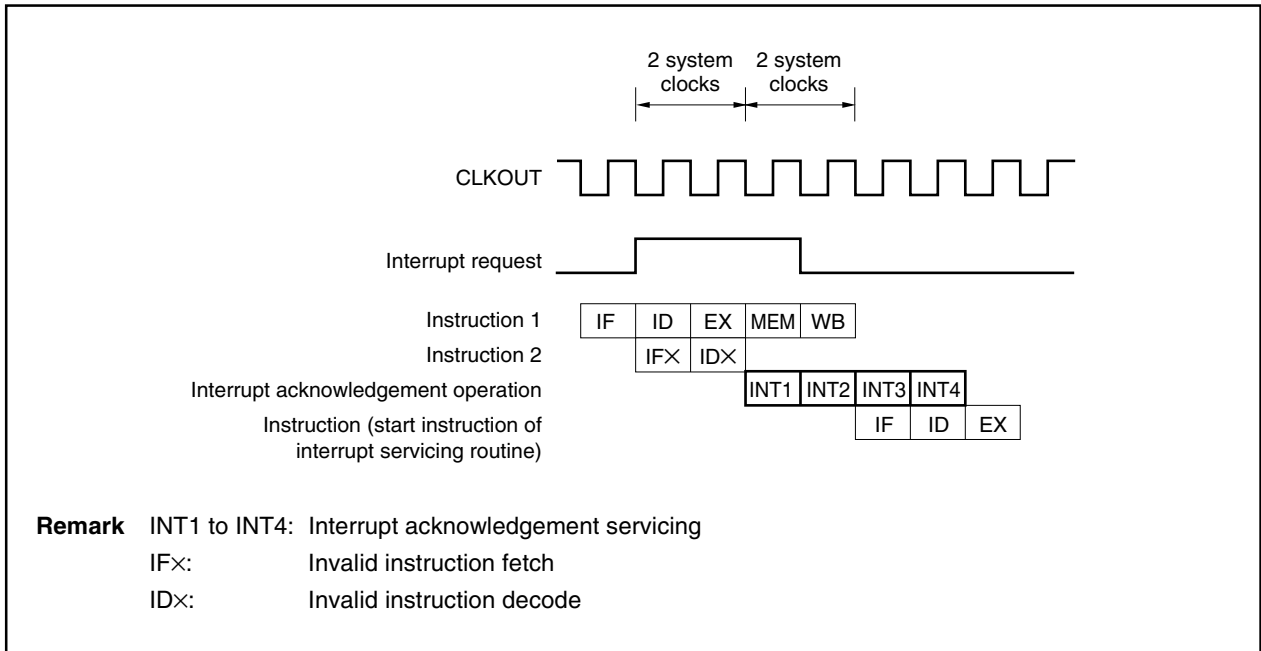 2 system clocks
2 system clocks
CLKOUT
Interrupt request
Instruction 1 IF ID EX MEM WB
Instruction 2 IF× ID×
Interrupt acknowledgement operation INT1 INT2 INT3 INT4
Instruction (start instruction of
interrupt servicing routine) IF ID EX
Remark INT1 to INT4: Interrupt acknowledgement servicing
IF×: Invalid instruction fetch
ID×: Invalid instruction decode